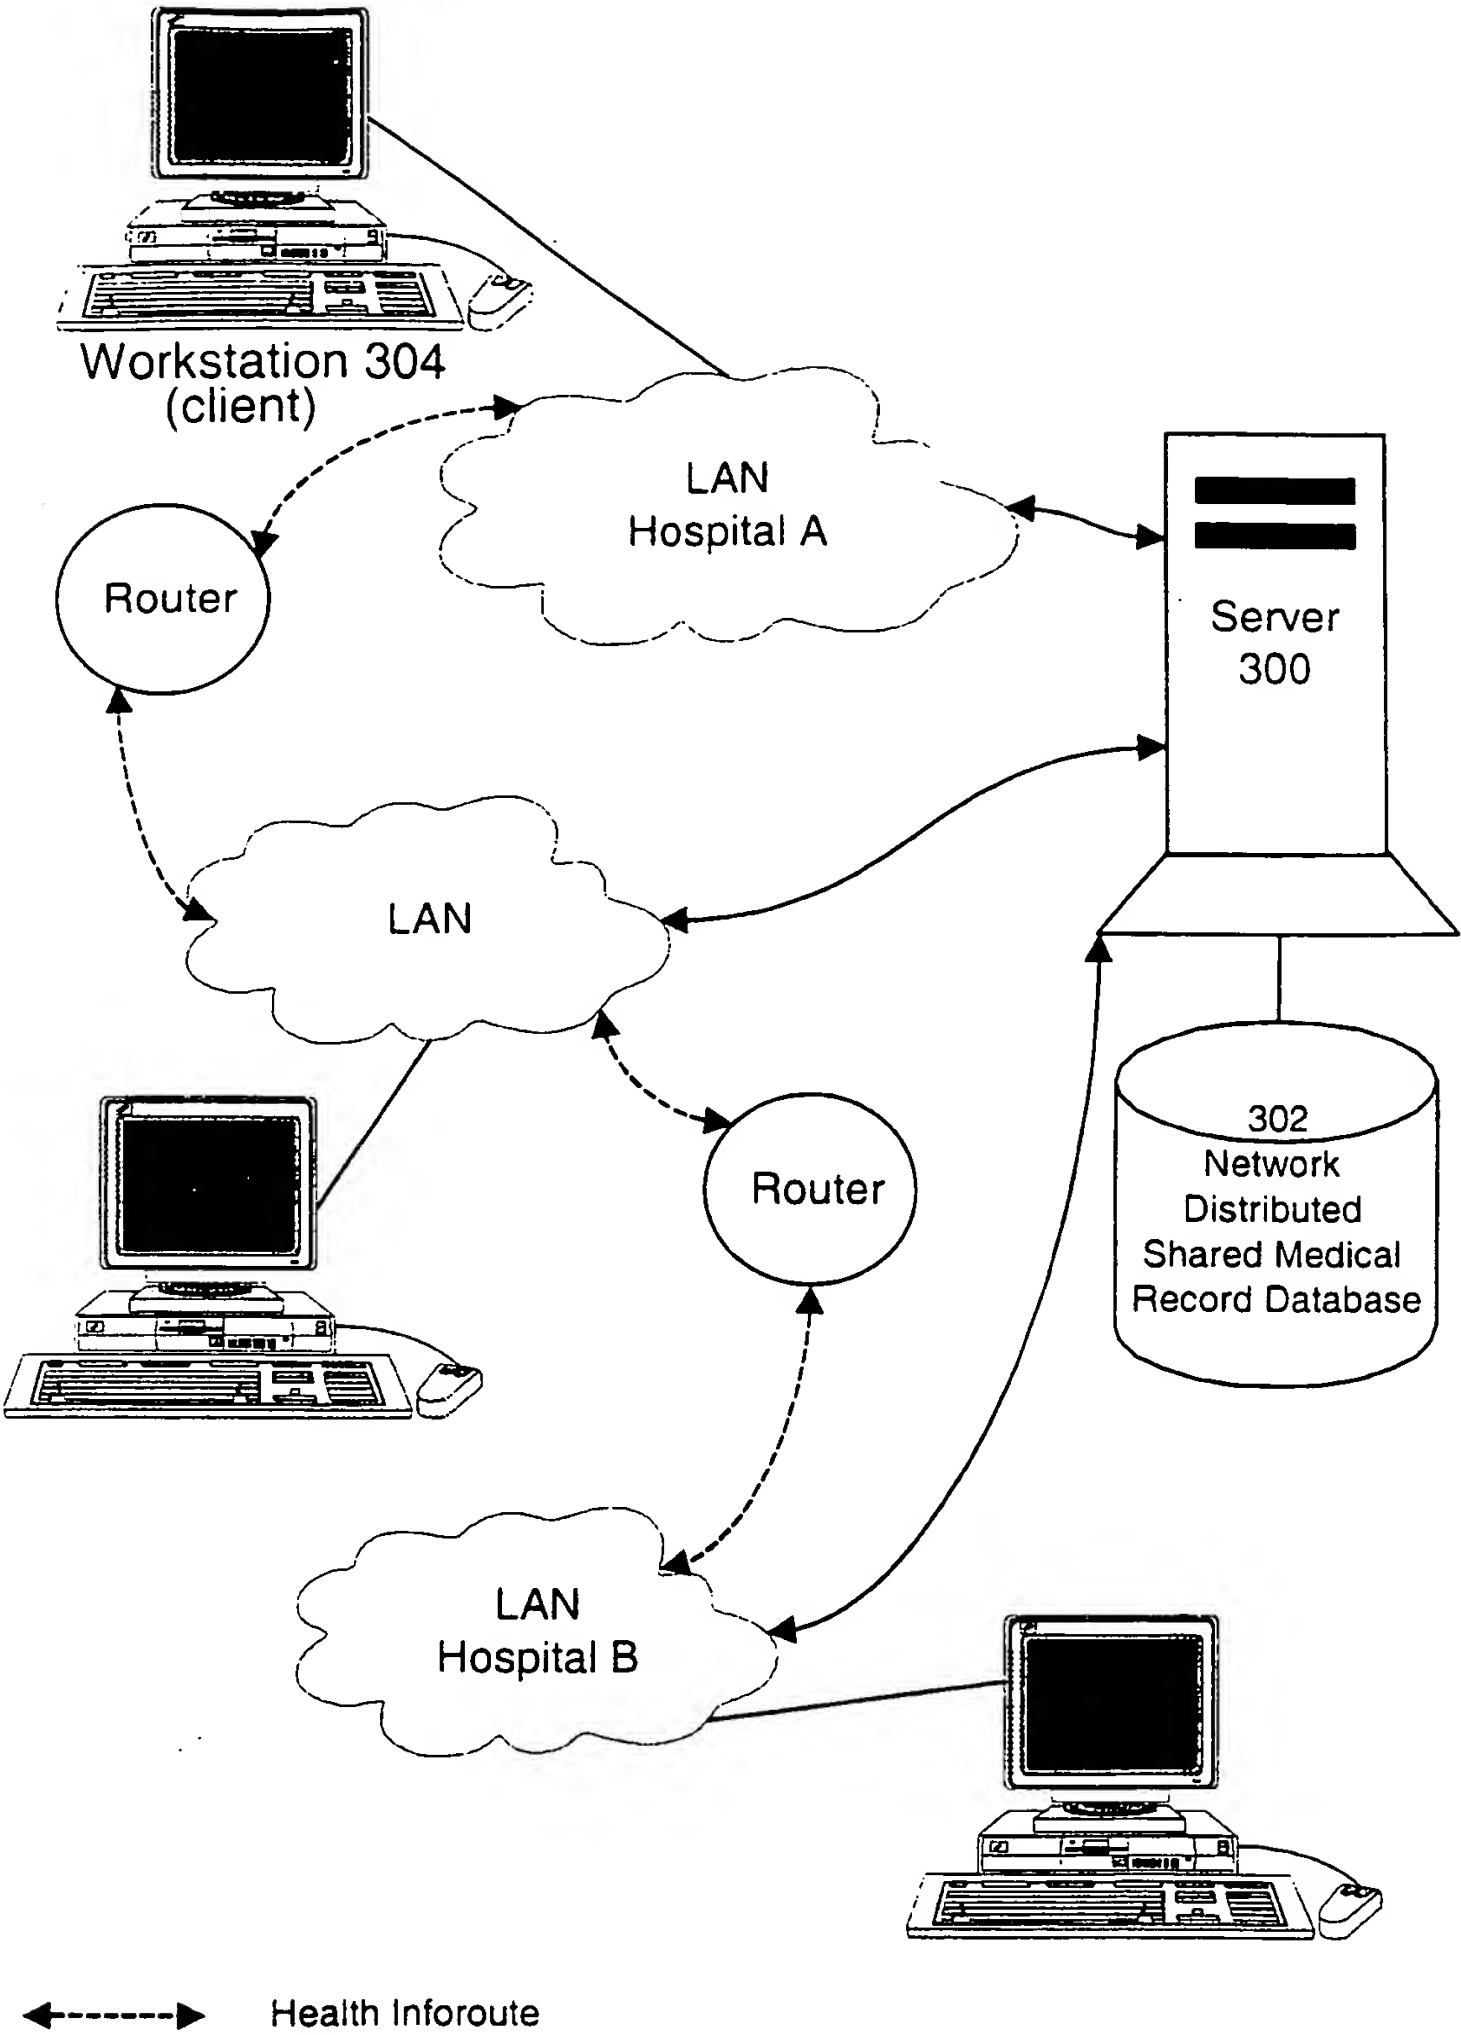 Workstation 304
(client)
LAN
Hospital A
Router
Server
300
LAN
Router
302
Network
Distributed
Shared Medical
Record Database
LAN
Hospital B
Health Inforoute